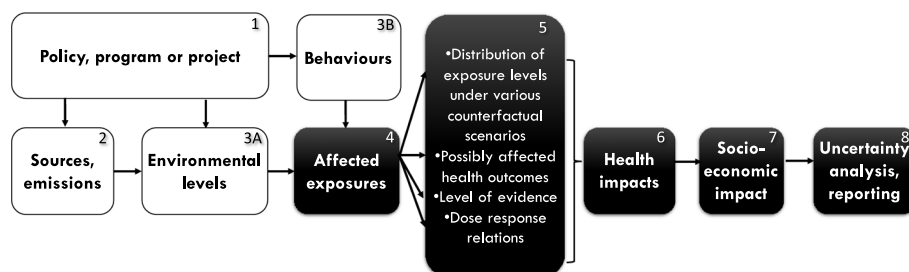 1
Policy, program or project
3B
Behaviours
2
Sources,
emissions
3A
Environmental
levels
4
Affected
exposures
5
•Distribution of
exposure levels
under various
counterfactual
scenarios
•Possibly affected
health outcomes
•Level of evidence
•Dose response
relations
6
Health
impacts
7
Socio-
economic
impact
8
Uncertainty
analysis,
reporting